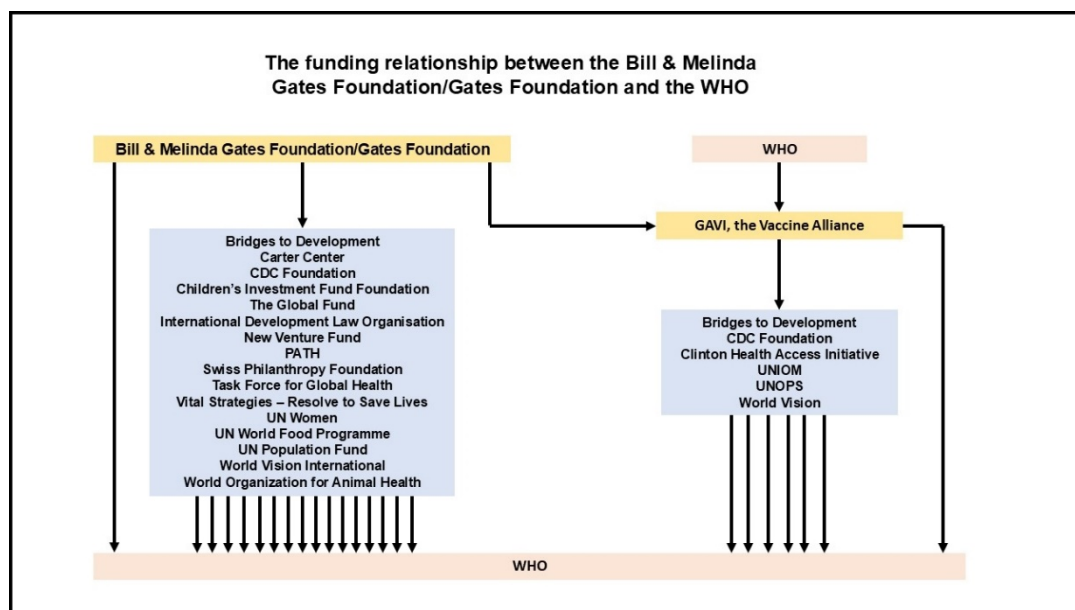 The funding relationship between the Bill & Melinda
Gates Foundation/Gates Foundation and the WHO
Bill & Melinda Gates Foundation/Gates Foundation
WHO
GAVI, the Vaccine Alliance
Bridges to Development
Carter Center
CDC Foundation
Children's Investment Fund Foundation
The Global Fund
International Development Law Organisation
New Venture Fund
PATH
Swiss Philanthropy Foundation
Task Force for Global Health
Vital Strategies – Resolve to Save Lives
UN Women
UN World Food Programme
UN Population Fund
World Vision International
World Organization for Animal Health
Bridges to Development
CDC Foundation
Clinton Health Access Initiative
UNIOM
UNOPS
World Vision
WHO